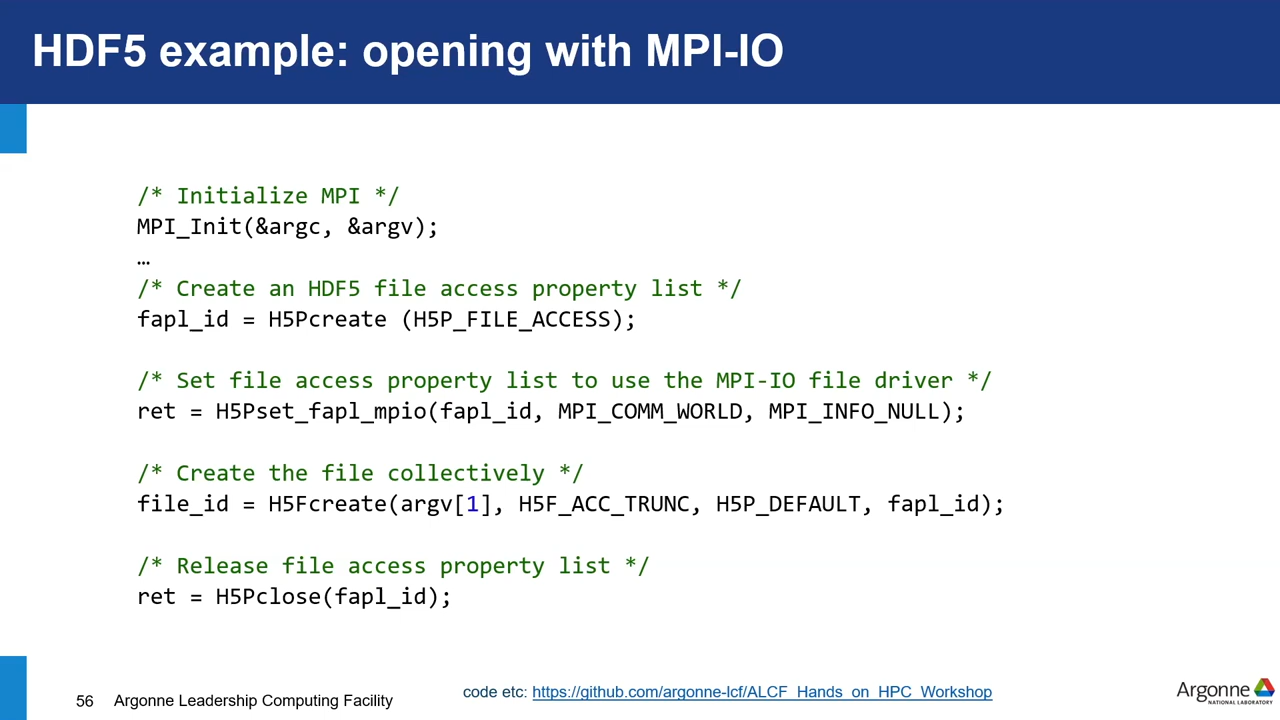 HDF5 example: opening with MPI-IO
/* Initialize MPI */
MPI_Init(&argc, &argv);
…
/* Create an HDF5 file access property list */
fapl_id = H5Pcreate (H5P_FILE_ACCESS);
/* Set file access property list to use the MPI-IO file driver */
ret = H5Pset_fapl_mpio(fapl_id, MPI_COMM_WORLD, MPI_INFO_NULL);
/* Create the file collectively */
file_id = H5Fcreate(argv[1], H5F_ACC_TRUNC, H5P_DEFAULT, fapl_id);
/* Release file access property list */
ret = H5Pclose(fapl_id);
56 Argonne Leadership Computing Facility
code etc: https://github.com/argonne-lcf/ALCF_Hands_on_HPC_Workshop
Argonne
NATIONAL LABORATORY